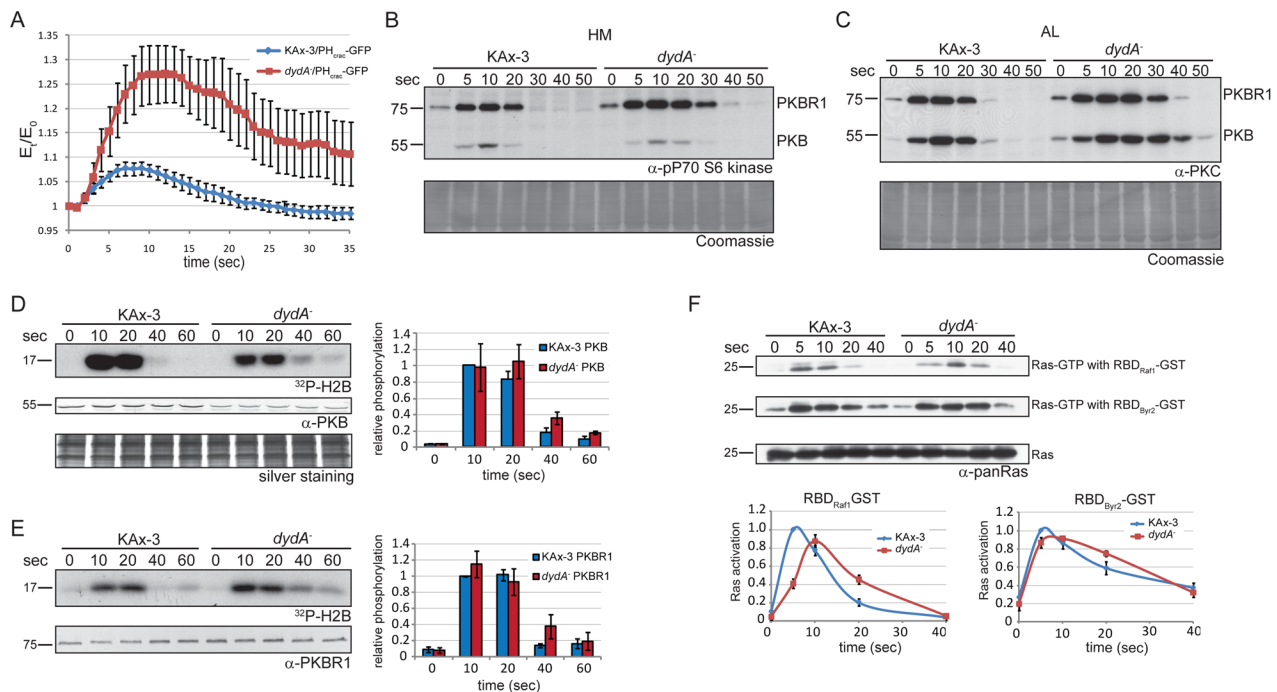 A
1.35
1.3
1.25
1.2
1.15
1.1
1.05
1
0.95
Et/E0
0 5 10 15 20 25 30 35
time (sec)
KAx-3/PHcrac-GFP
dydA-/PHcrac-GFP
B
HM
KAx-3 dydA-
sec 0 5 10 20 30 40 50 0 5 10 20 30 40 50
75
55
PKBR1
PKB
α-pP70 S6 kinase
Coomassie
C
AL
KAx-3 dydA-
sec 0 5 10 20 30 40 50 0 5 10 20 30 40 50
75
55
PKBR1
PKB
α-PKC
Coomassie
D
KAx-3 dydA-
sec 0 10 20 40 60 0 10 20 40 60
17
32P-H2B
55
α-PKB
silver staining
relative phosphorylation
1.4
1.2
1.0
0.8
0.6
0.4
0.2
0
0 10 20 40 60
time (sec)
KAx-3 PKB
dydA- PKB
E
KAx-3 dydA-
sec 0 10 20 40 60 0 10 20 40 60
17
32P-H2B
75
α-PKBR1
relative phosphorylation
1.4
1.2
1.0
0.8
0.6
0.4
0.2
0
0 10 20 40 60
time (sec)
KAx-3 PKBR1
dydA- PKBR1
F
KAx-3 dydA-
sec 0 5 10 20 40 0 5 10 20 40
25 Ras-GTP with RBDRaf1-GST
25 Ras-GTP with RBDByr2-GST
25 Ras
α-panRas
RBDRaf1GST
Ras activation
1.2
1.0
0.8
0.6
0.4
0.2
0
0 10 20 30 40
time (sec)
KAx-3
dydA-
RBDByr2-GST
Ras activation
1.2
1.0
0.8
0.6
0.4
0.2
0
0 10 20 30 40
time (sec)
KAx-3
dydA-